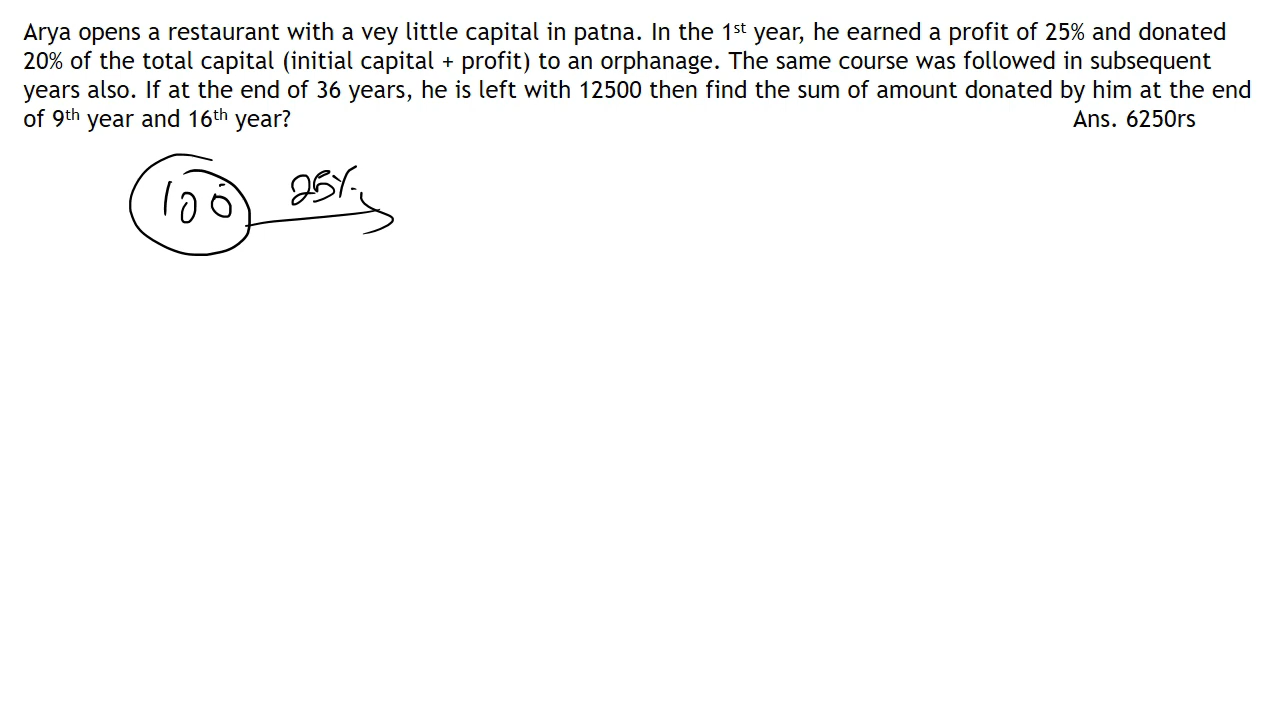 Arya opens a restaurant with a vey little capital in patna. In the 1st year, he earned a profit of 25% and donated
20% of the total capital (initial capital + profit) to an orphanage. The same course was followed in subsequent
years also. If at the end of 36 years, he is left with 12500 then find the sum of amount donated by him at the end
of 9th year and 16th year? Ans. 6250rs
100 25%